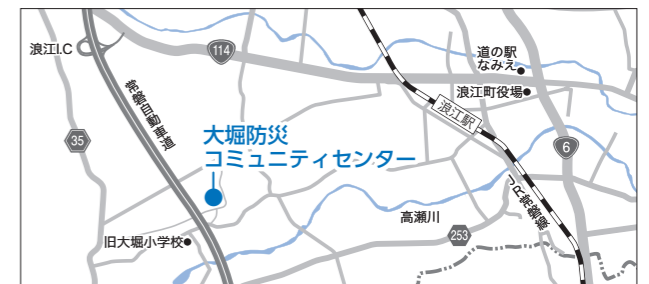 浪江I.C
114
道の駅
なみえ
浪江町役場
常磐自動車道
浪江駅
35
大堀防災
コミュニティセンター
6
JR常磐線
高瀬川
253
旧大堀小学校